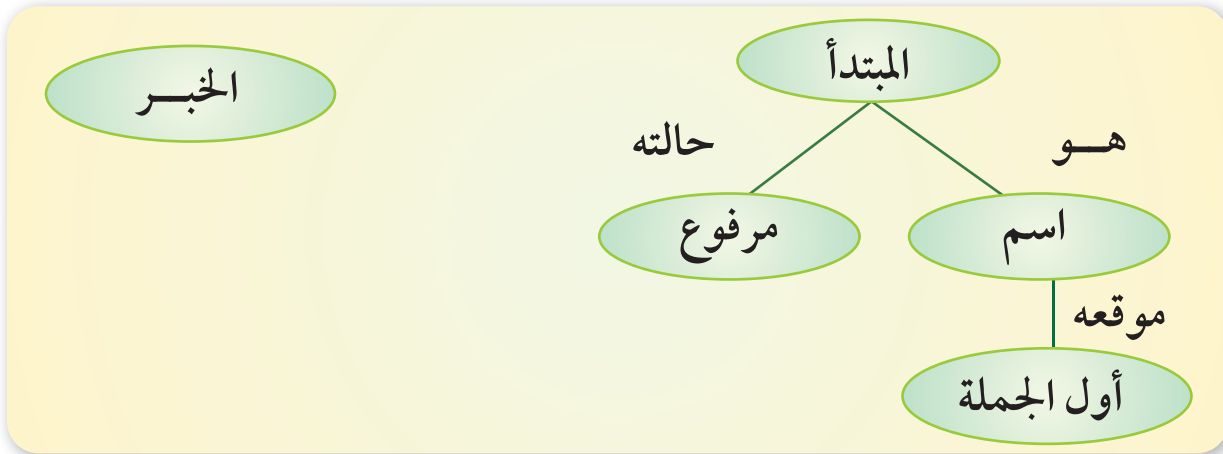 المبتدأ
الخبـــر
هـــو
حالته
اسم
مرفوع
موقعه
أول الجملة